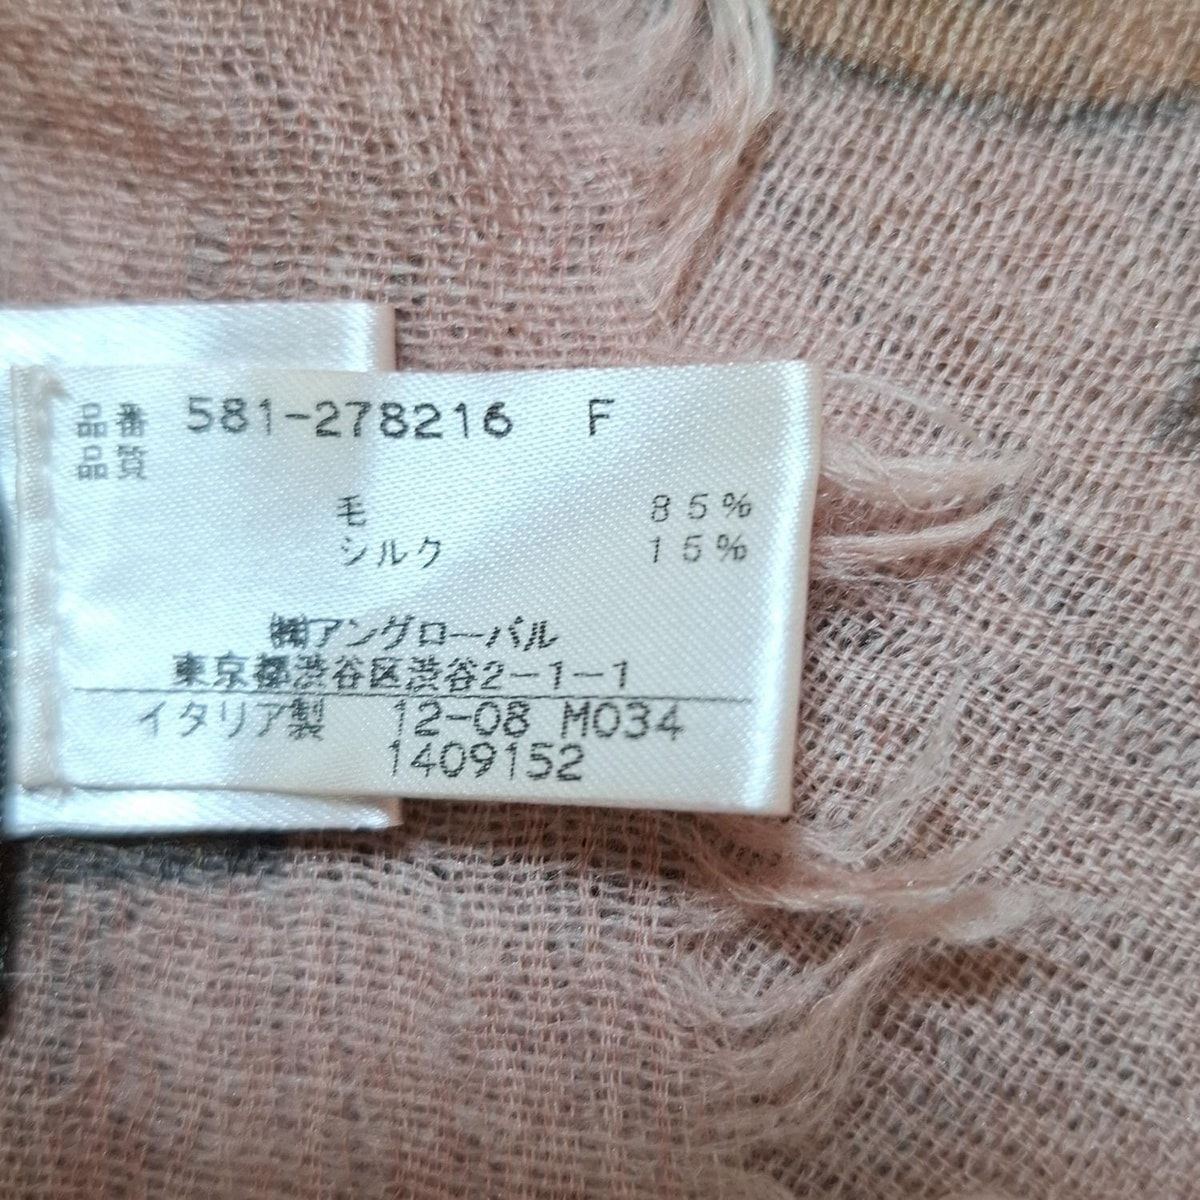 品番 581-278216 F
品質
毛 85%
シルク 15%
㈱アングローバル
東京都渋谷区渋谷2-1-1
イタリア製 12-08 M034
1409152